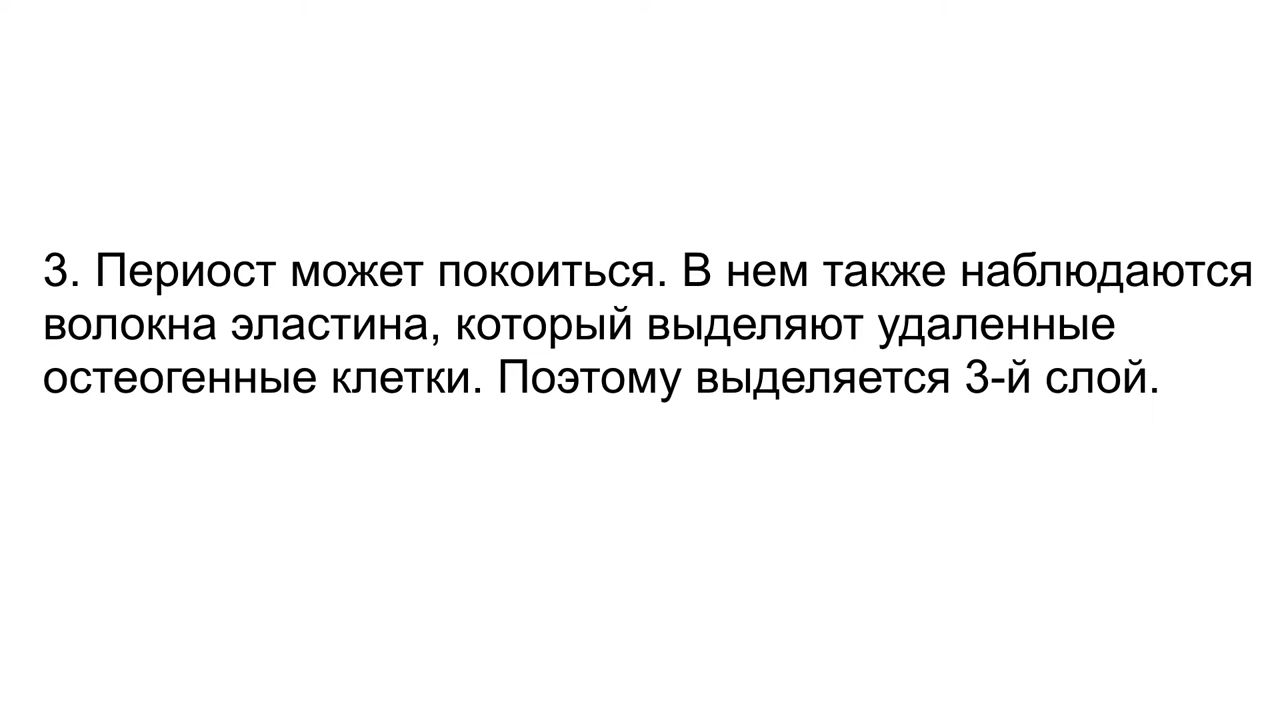 3. Периост может покоиться. В нем также наблюдаются
волокна эластина, который выделяют удаленные
остеогенные клетки. Поэтому выделяется 3-й слой.